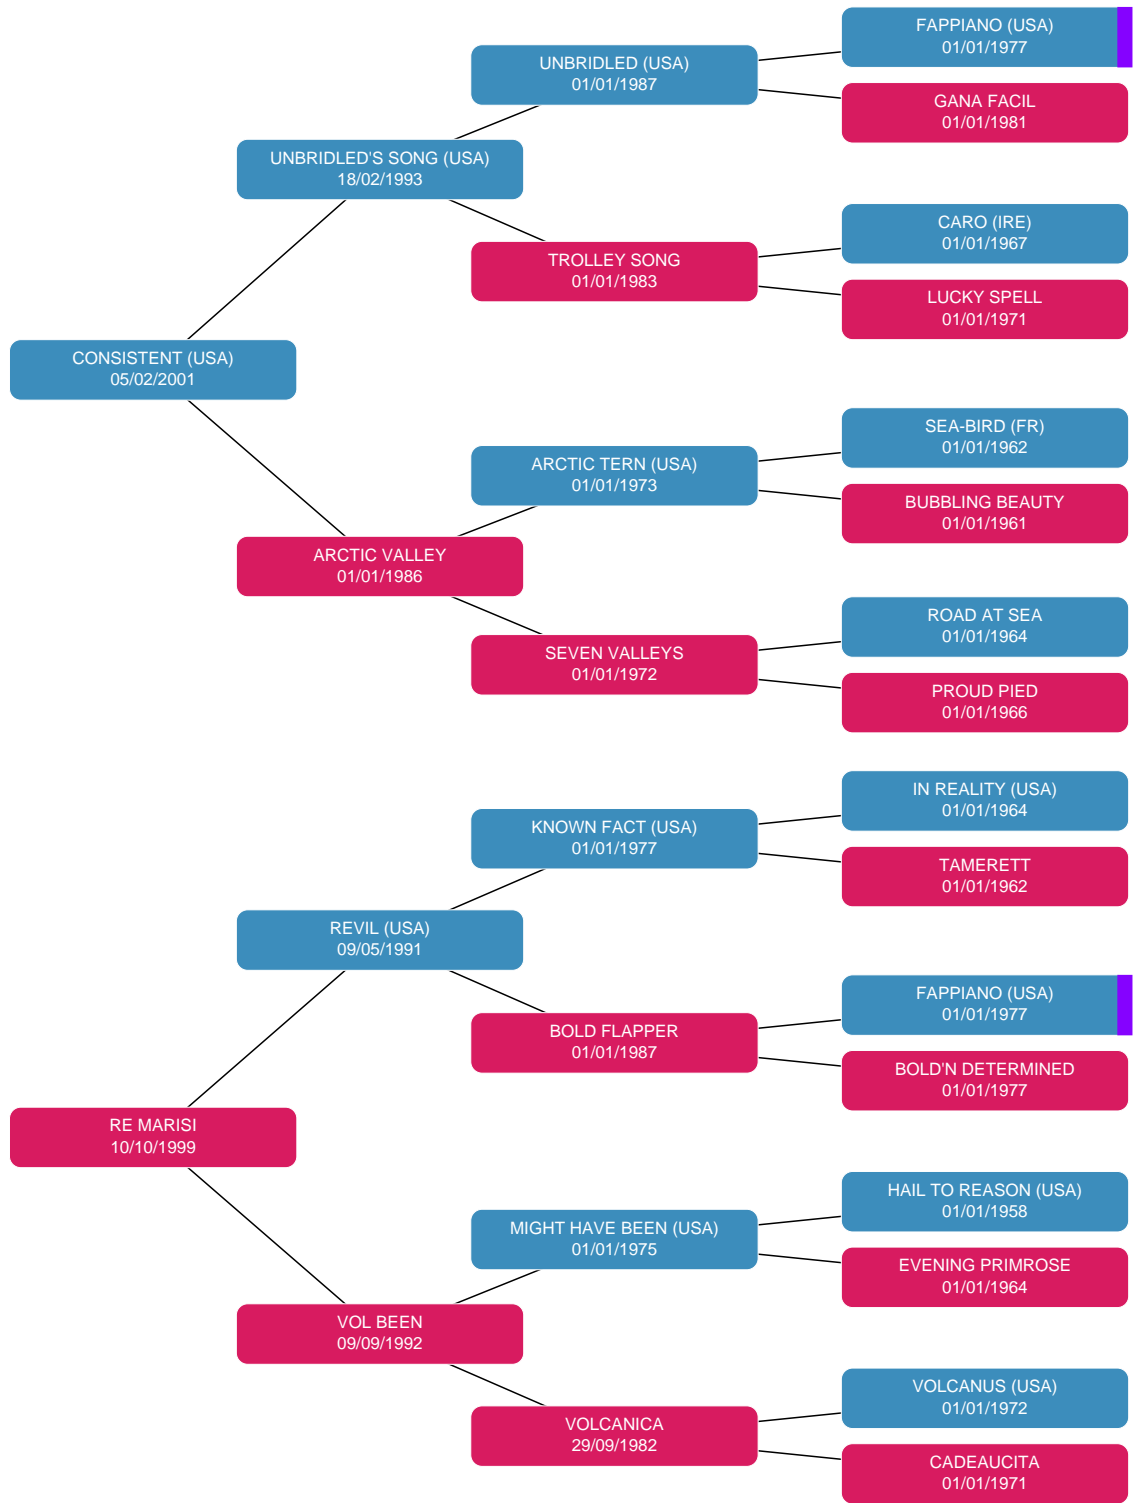 FAPPIANO (USA)
01/01/1977
UNBRIDLED (USA)
01/01/1987
GANA FACIL
01/01/1981
UNBRIDLED'S SONG (USA)
18/02/1993
CARO (IRE)
01/01/1967
TROLLEY SONG
01/01/1983
LUCKY SPELL
01/01/1971
CONSISTENT (USA)
05/02/2001
SEA-BIRD (FR)
01/01/1962
ARCTIC TERN (USA)
01/01/1973
BUBBLING BEAUTY
01/01/1961
ARCTIC VALLEY
01/01/1986
ROAD AT SEA
01/01/1964
SEVEN VALLEYS
01/01/1972
PROUD PIED
01/01/1966
IN REALITY (USA)
01/01/1964
KNOWN FACT (USA)
01/01/1977
TAMERETT
01/01/1962
REVIL (USA)
09/05/1991
FAPPIANO (USA)
01/01/1977
BOLD FLAPPER
01/01/1987
BOLD'N DETERMINED
01/01/1977
RE MARISI
10/10/1999
HAIL TO REASON (USA)
01/01/1958
MIGHT HAVE BEEN (USA)
01/01/1975
EVENING PRIMROSE
01/01/1964
VOL BEEN
09/09/1992
VOLCANUS (USA)
01/01/1972
VOLCANICA
29/09/1982
CADEAUCITA
01/01/1971